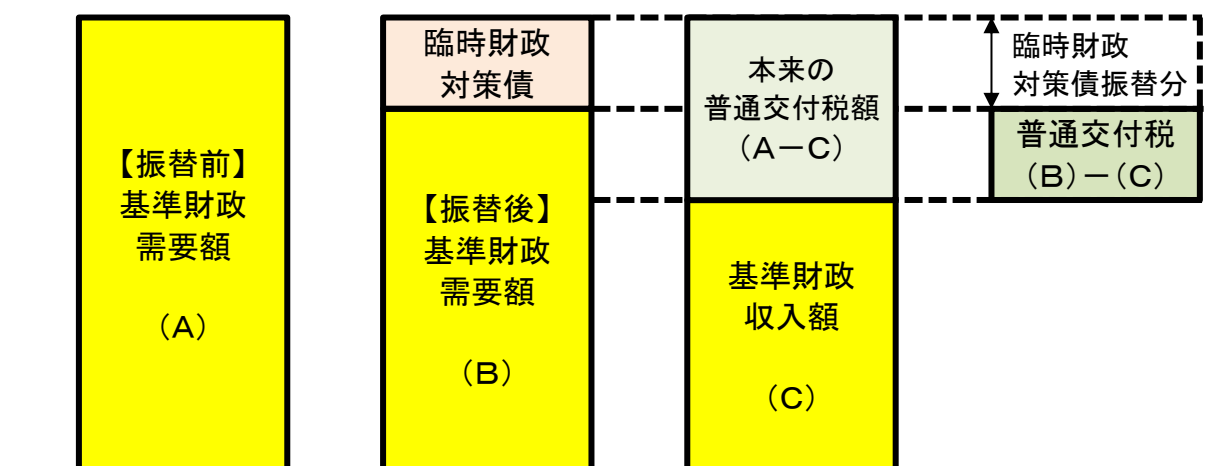 【振替前】
基準財政
需要額
（Ａ）
臨時財政
対策債
【振替後】
基準財政
需要額
（Ｂ）
本来の
普通交付税額
（Ａ－Ｃ）
基準財政
収入額
（Ｃ）
臨時財政
対策債振替分
普通交付税
（Ｂ）－（Ｃ）